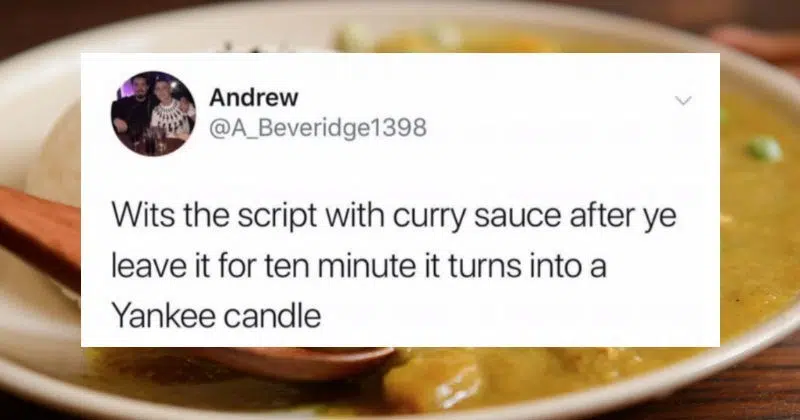 Andrew
@A_Beveridge1398
Wits the script with curry sauce after ye
leave it for ten minute it turns into a
Yankee candle